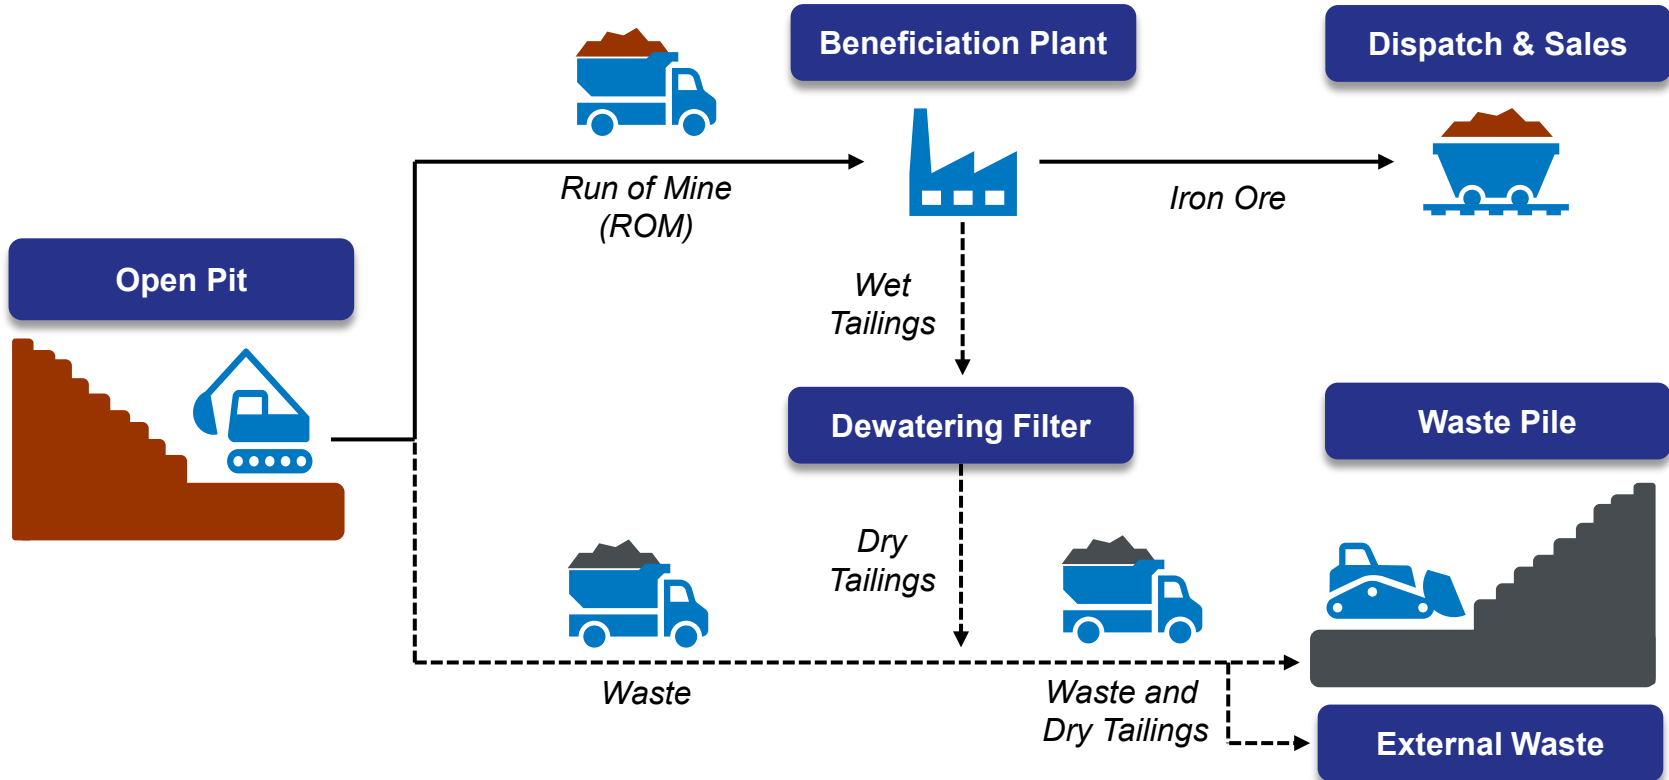 Beneficiation Plant
Dispatch & Sales
Run of Mine
(ROM)
Iron Ore
Open Pit
Wet
Tailings
Dewatering Filter
Waste Pile
Dry
Tailings
Waste
Waste and
Dry Tailings
External Waste